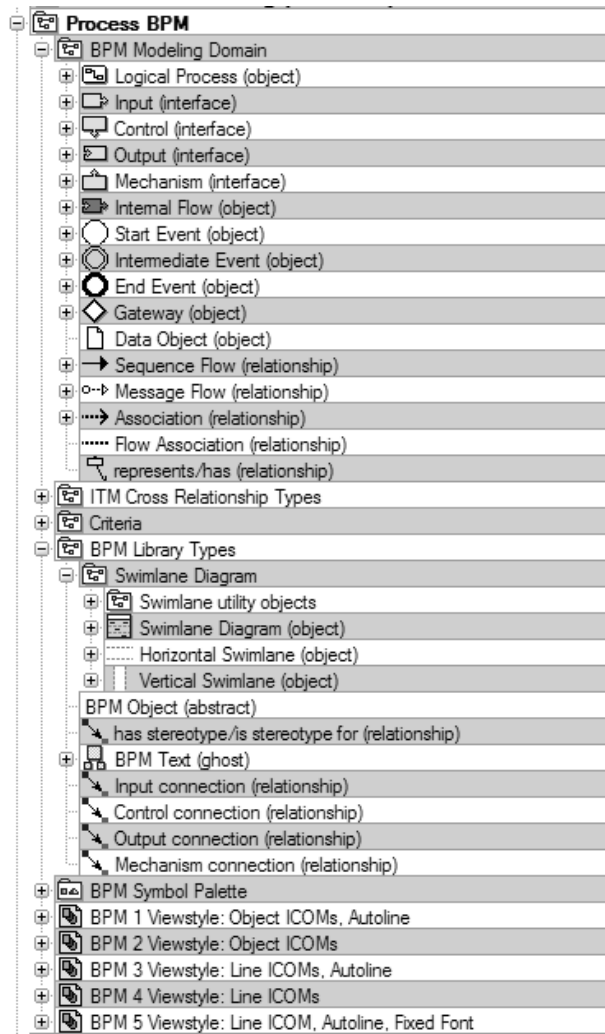 Process BPM
BPM Modeling Domain
Logical Process (object)
Input (interface)
Control (interface)
Output (interface)
Mechanism (interface)
Internal Flow (object)
Start Event (object)
Intermediate Event (object)
End Event (object)
Gateway (object)
Data Object (object)
Sequence Flow (relationship)
Message Flow (relationship)
Association (relationship)
Flow Association (relationship)
represents/has (relationship)
ITM Cross Relationship Types
Criteria
BPM Library Types
Swimlane Diagram
Swimlane utility objects
Swimlane Diagram (object)
Horizontal Swimlane (object)
Vertical Swimlane (object)
BPM Object (abstract)
has stereotype/is stereotype for (relationship)
BPM Text (ghost)
Input connection (relationship)
Control connection (relationship)
Output connection (relationship)
Mechanism connection (relationship)
BPM Symbol Palette
BPM 1 Viewstyle: Object ICOMs, Autoline
BPM 2 Viewstyle: Object ICOMs
BPM 3 Viewstyle: Line ICOMs, Autoline
BPM 4 Viewstyle: Line ICOMs
BPM 5 Viewstyle: Line ICOM, Autoline, Fixed Font